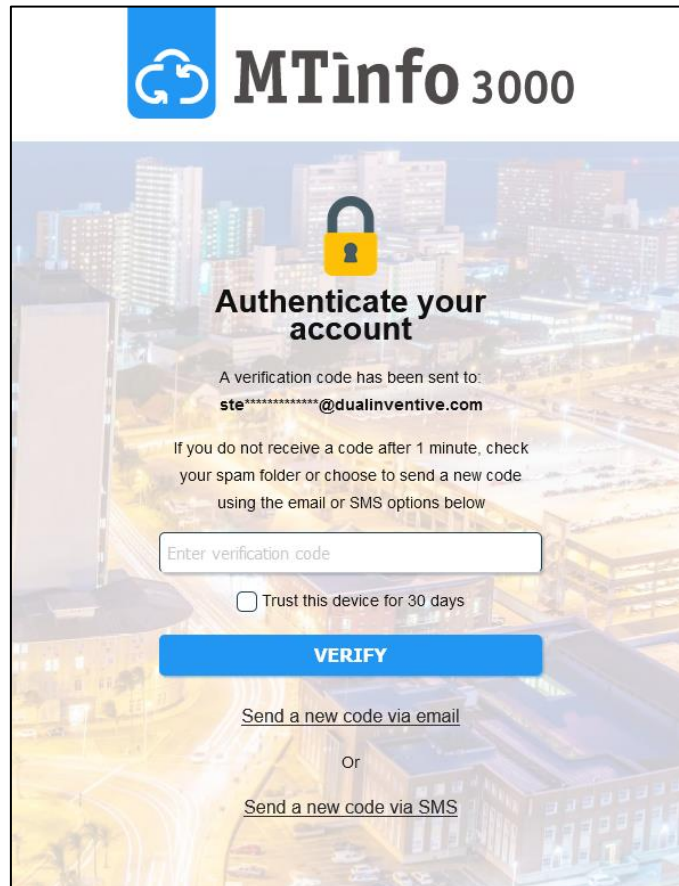 MTinfo 3000
Authenticate your
account
A verification code has been sent to:
ste*************@dualinventive.com
If you do not receive a code after 1 minute, check
your spam folder or choose to send a new code
using the email or SMS options below
Enter verification code
Trust this device for 30 days
VERIFY
Send a new code via email
Or
Send a new code via SMS